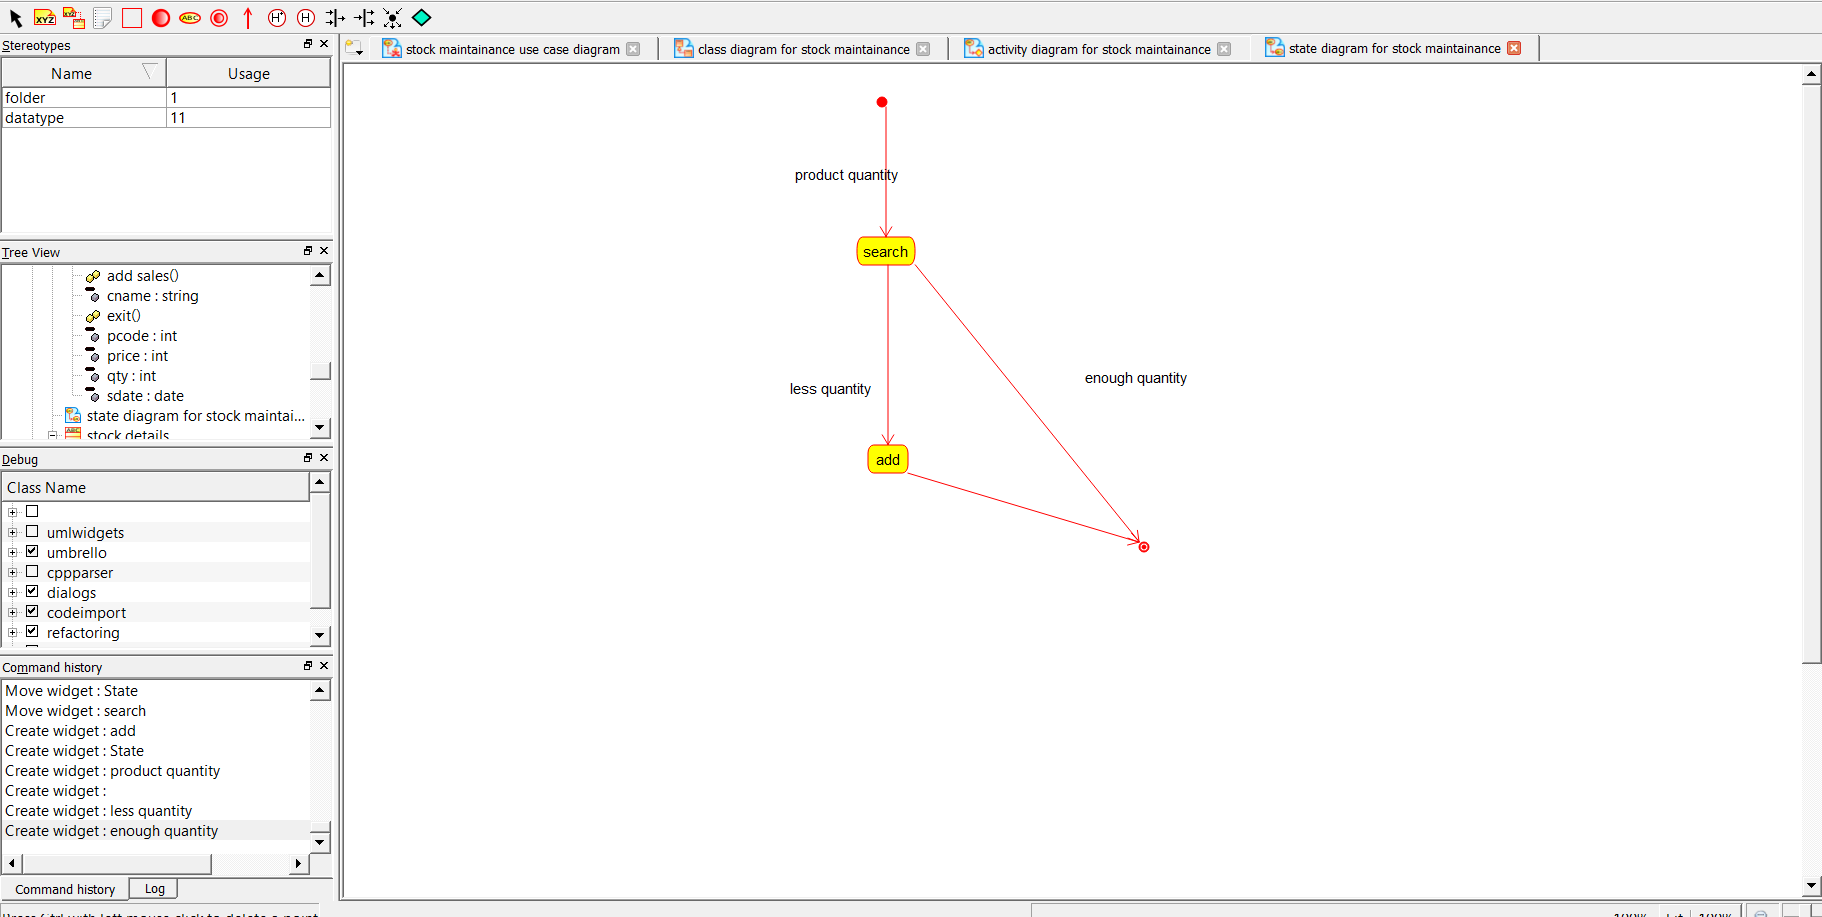 XYZ XYZ ABC H* H
Stereotypes
Name Usage
folder 1
datatype 11
Tree View
add sales()
cname : string
exit()
pcode : int
price : int
qty : int
sdate : date
state diagram for stock maintai...
stock details
Debug
Class Name
umlwidgets
umbrello
cppparser
dialogs
codeimport
refactoring
Command history
Move widget : State
Move widget : search
Create widget : add
Create widget : State
Create widget : product quantity
Create widget :
Create widget : less quantity
Create widget : enough quantity
Command history Log
stock maintainance use case diagram
class diagram for stock maintainance
activity diagram for stock maintainance
state diagram for stock maintainance
product quantity
search
less quantity
enough quantity
add